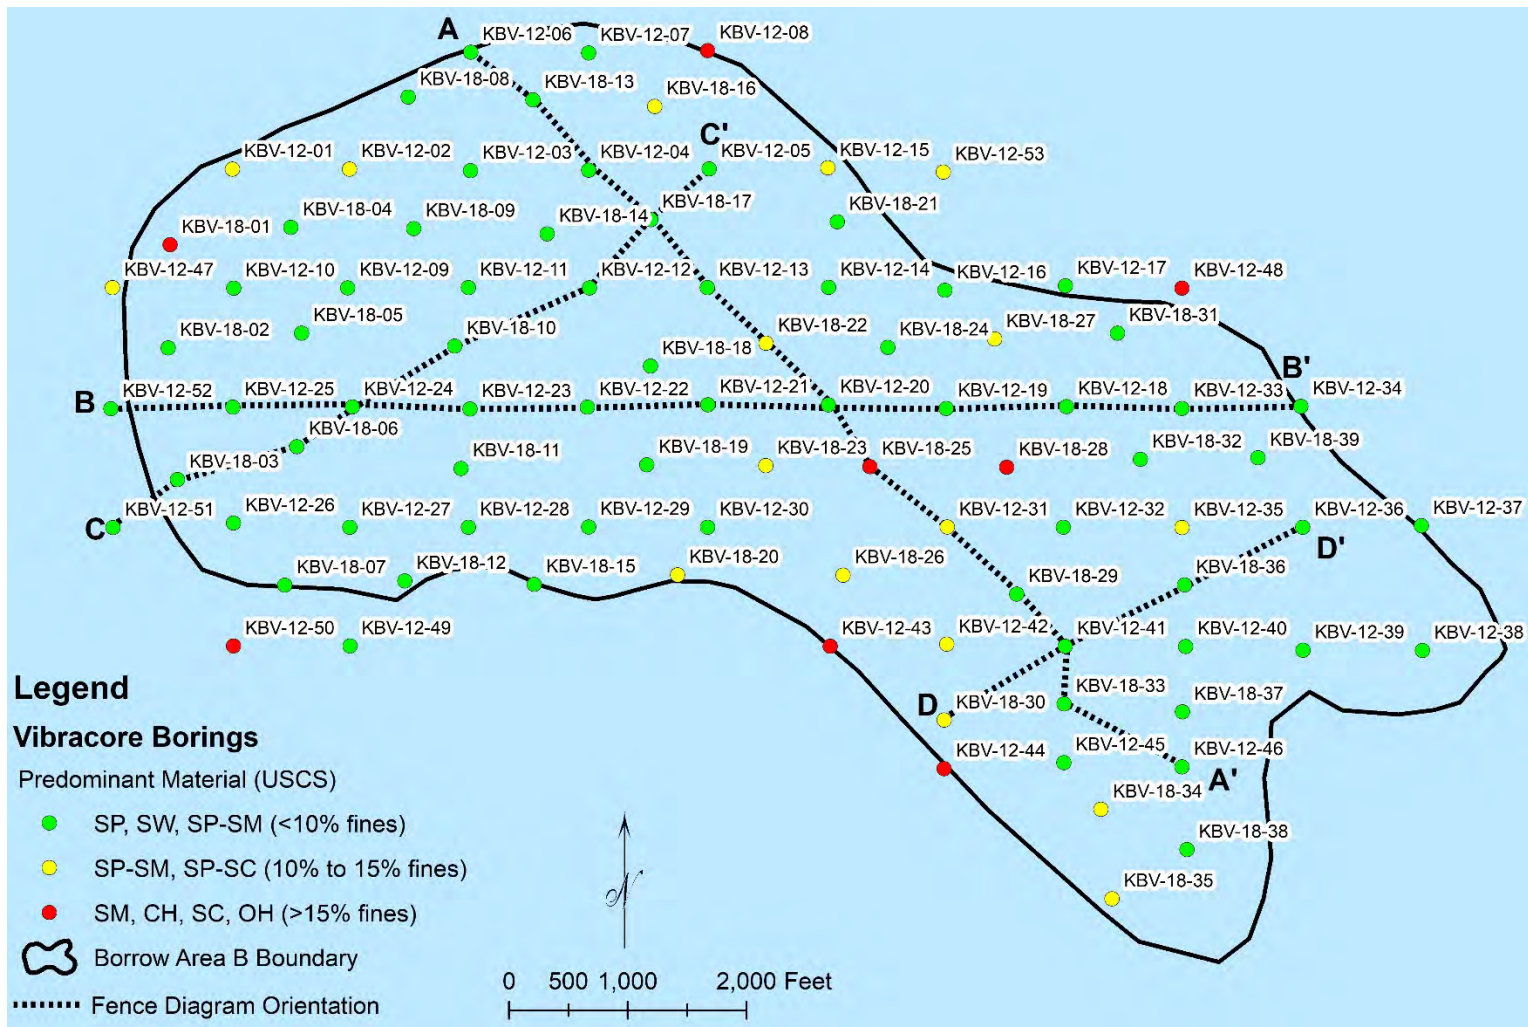 A
KBV-12-06
KBV-12-07
KBV-12-08
KBV-18-08
KBV-18-13
KBV-18-16
C'
KBV-12-01
KBV-12-02
KBV-12-03
KBV-12-04
KBV-12-05
KBV-12-15
KBV-12-53
KBV-18-01
KBV-18-04
KBV-18-09
KBV-18-14
KBV-18-17
KBV-18-21
KBV-12-47
KBV-12-10
KBV-12-09
KBV-12-11
KBV-12-12
KBV-12-13
KBV-12-14
KBV-12-16
KBV-12-17
KBV-12-48
KBV-18-02
KBV-18-05
KBV-18-10
KBV-18-18
KBV-18-22
KBV-18-24
KBV-18-27
KBV-18-31
B'
B
KBV-12-52
KBV-12-25
KBV-12-24
KBV-12-23
KBV-12-22
KBV-12-21
KBV-12-20
KBV-12-19
KBV-12-18
KBV-12-33
KBV-12-34
KBV-18-03
KBV-18-06
KBV-18-11
KBV-18-19
KBV-18-23
KBV-18-25
KBV-18-28
KBV-18-32
KBV-18-39
C
KBV-12-51
KBV-12-26
KBV-12-27
KBV-12-28
KBV-12-29
KBV-12-30
KBV-12-31
KBV-12-32
KBV-12-35
KBV-12-36
KBV-12-37
D'
KBV-18-07
KBV-18-12
KBV-18-15
KBV-18-20
KBV-18-26
KBV-18-29
KBV-18-36
KBV-12-50
KBV-12-49
KBV-12-43
KBV-12-42
KBV-12-41
KBV-12-40
KBV-12-39
KBV-12-38
D
KBV-18-30
KBV-18-33
KBV-18-37
KBV-12-44
KBV-12-45
KBV-12-46
A'
KBV-18-34
KBV-18-38
KBV-18-35
Legend
Vibracore Borings
Predominant Material (USCS)
SP, SW, SP-SM (<10% fines)
SP-SM, SP-SC (10% to 15% fines)
SM, CH, SC, OH (>15% fines)
Borrow Area B Boundary
Fence Diagram Orientation
N
0 500 1,000 2,000 Feet